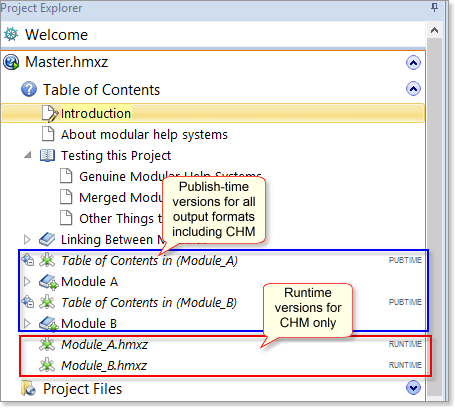 Project Explorer
Welcome
Master.hmxz
Table of Contents
Introduction
About modular help systems
Testing this Project
Genuine Modular Help Systems
Merged Modu
Other Things t
Publish-time
versions for all
output formats
including CHM
Linking Between M
Table of Contents in (Module_A) PUBTIME
Module A
Table of Contents in (Module_B) PUBTIME
Module B
Runtime
versions for
CHM only
Module_A.hmxz RUNTIME
Module_B.hmxz RUNTIME
Project Files